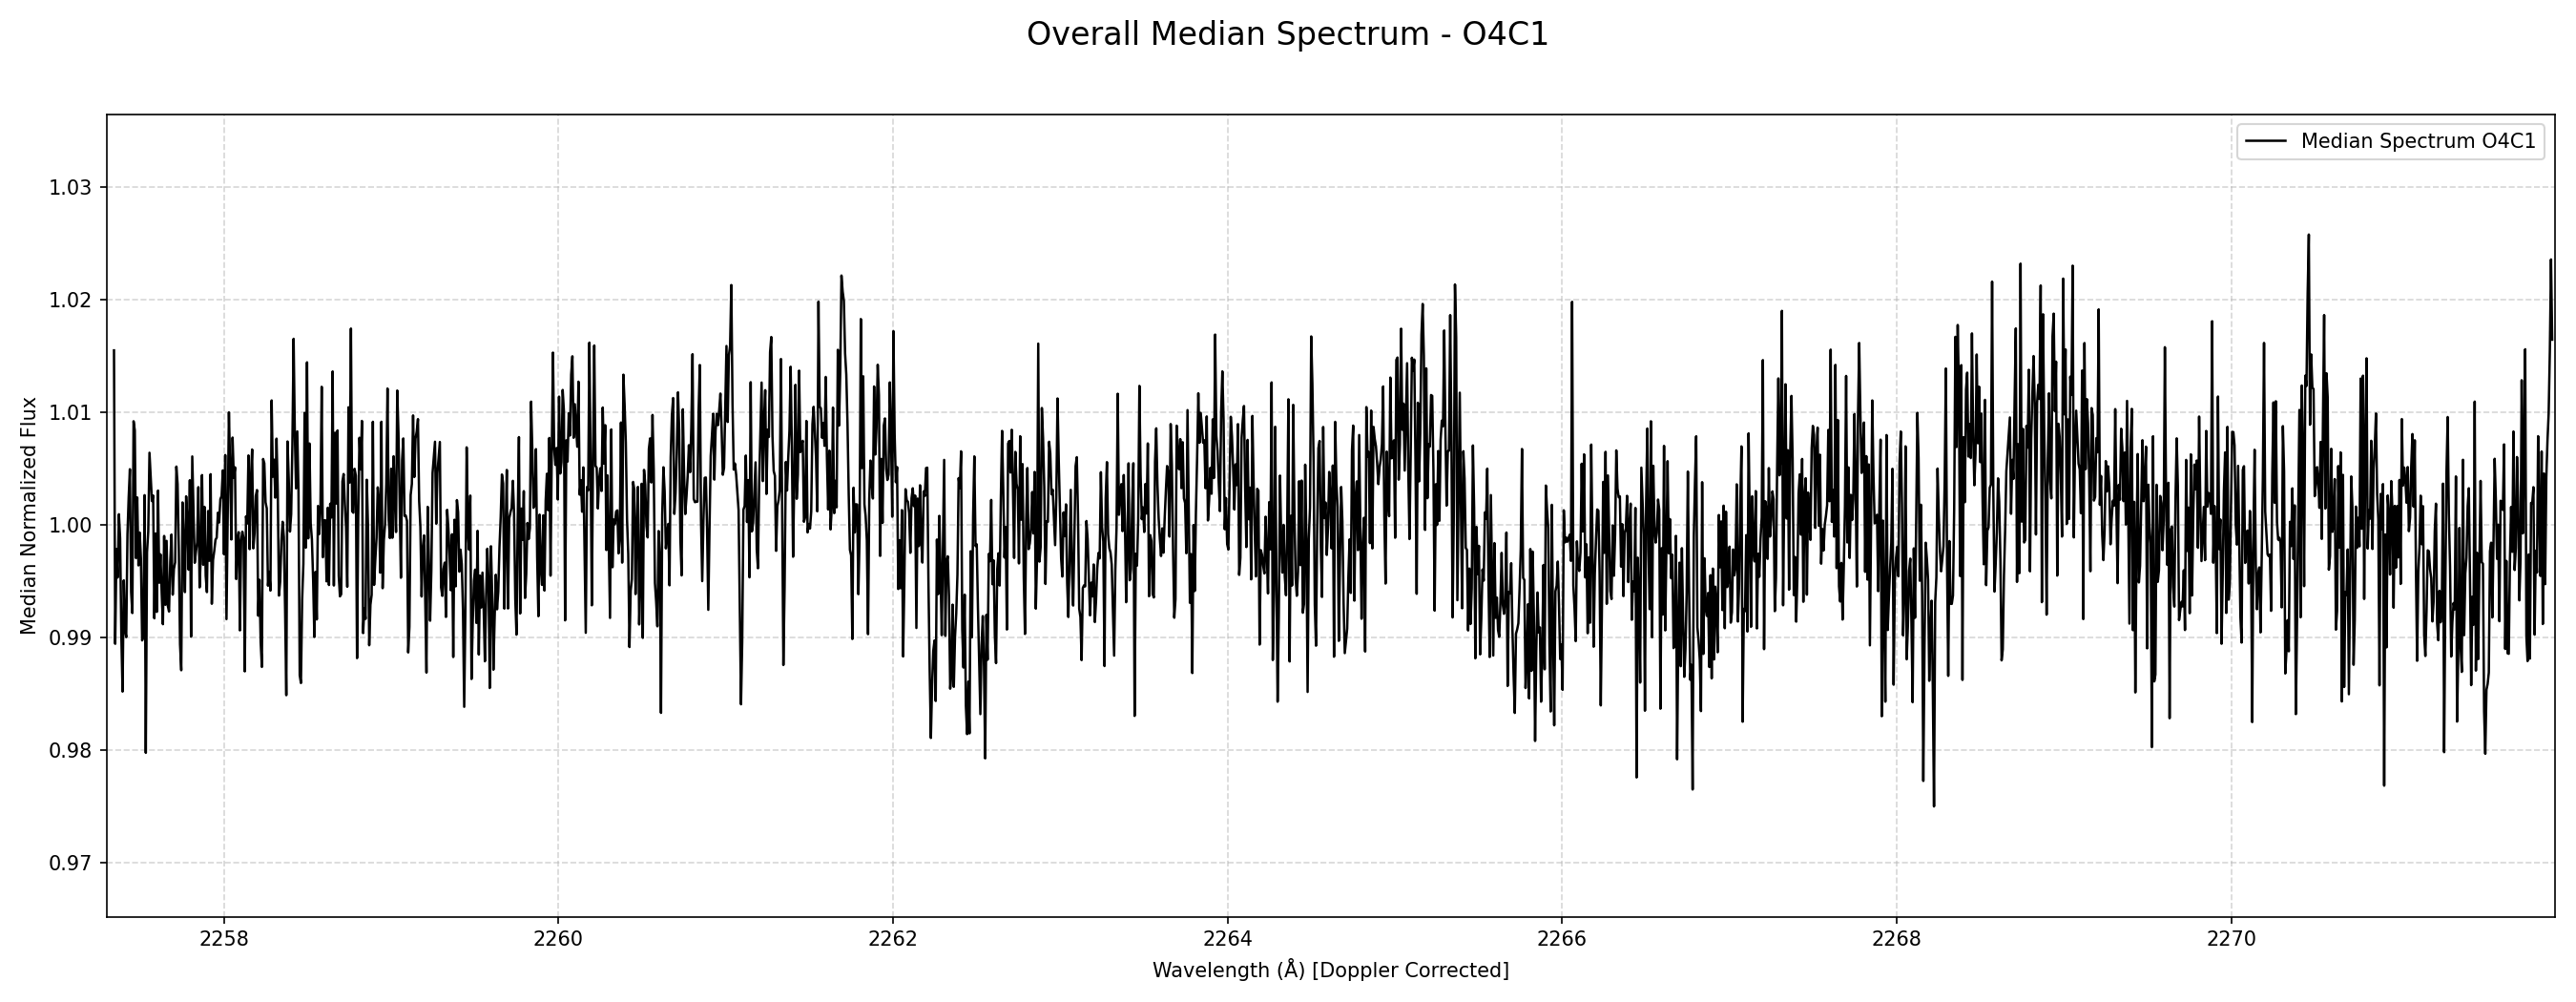 Overall Median Spectrum - O4C1
Median Spectrum O4C1
Median Normalized Flux
1.03
1.02
1.01
1.00
0.99
0.98
0.97
2258 2260 2262 2264 2266 2268 2270
Wavelength (Å) [Doppler Corrected]